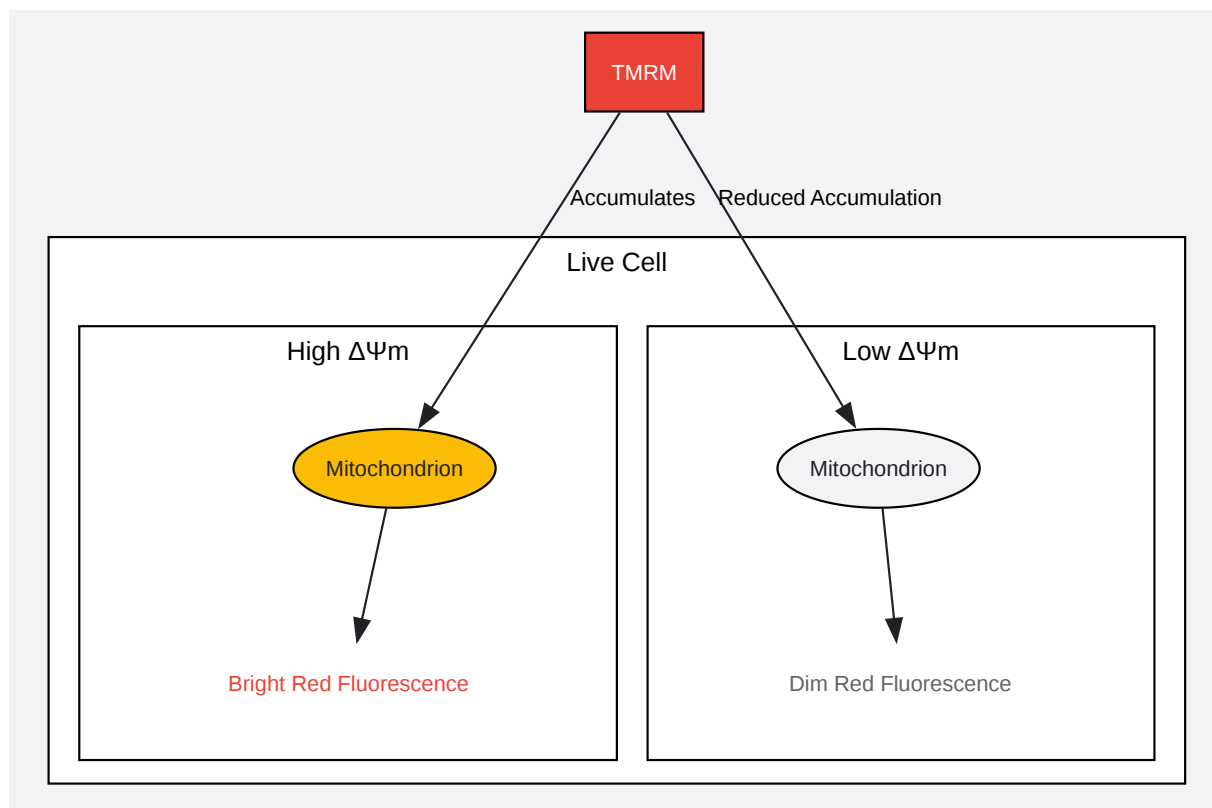 TMRM
Accumulates
Reduced Accumulation
Live Cell
High ΔΨm
Low ΔΨm
Mitochondrion
Mitochondrion
Bright Red Fluorescence
Dim Red Fluorescence